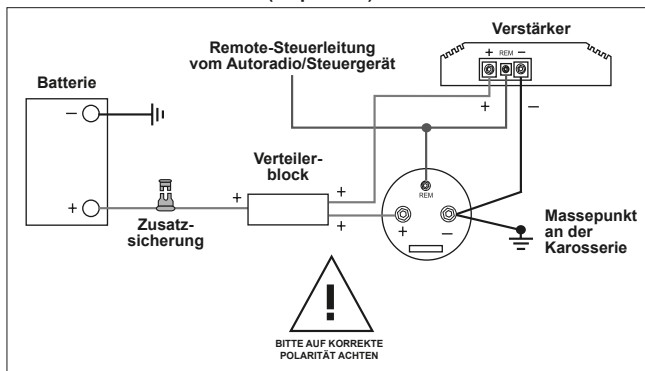 Verstärker
+ REM −
+ −
Remote-Steuerleitung
vom Autoradio/Steuergerät
Batterie
−
+
Zusatz-
sicherung
+
Verteiler-
block
+
+
REM
+ −
Massepunkt
an der
Karosserie
!
BITTE AUF KORREKTE
POLARITÄT ACHTEN